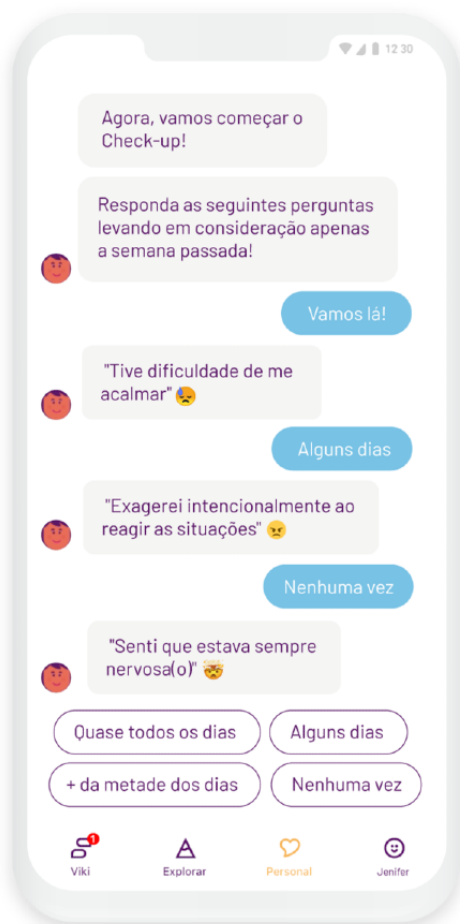 12 30
Agora, vamos começar o
Check-up!
Responda as seguintes perguntas
levando em consideração apenas
a semana passada!
Vamos lá!
"Tive dificuldade de me
acalmar" 😓
Alguns dias
"Exagerei intencionalmente ao
reagir as situações" 😠
Nenhuma vez
"Senti que estava sempre
nervosa(o)" 🤯
Quase todos os dias
Alguns dias
+ da metade dos dias
Nenhuma vez
1
Viki
Explorar
Personal
Jenifer